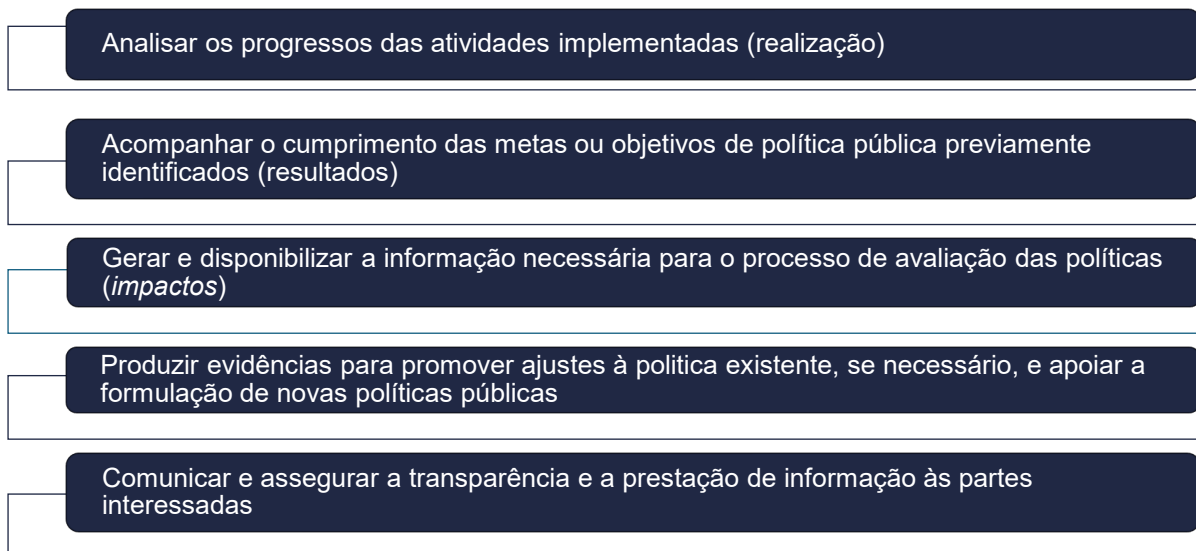 Analisar os progressos das atividades implementadas (realização)
Acompanhar o cumprimento das metas ou objetivos de política pública previamente
identificados (resultados)
Gerar e disponibilizar a informação necessária para o processo de avaliação das políticas
(impactos)
Produzir evidências para promover ajustes à politica existente, se necessário, e apoiar a
formulação de novas políticas públicas
Comunicar e assegurar a transparência e a prestação de informação às partes
interessadas